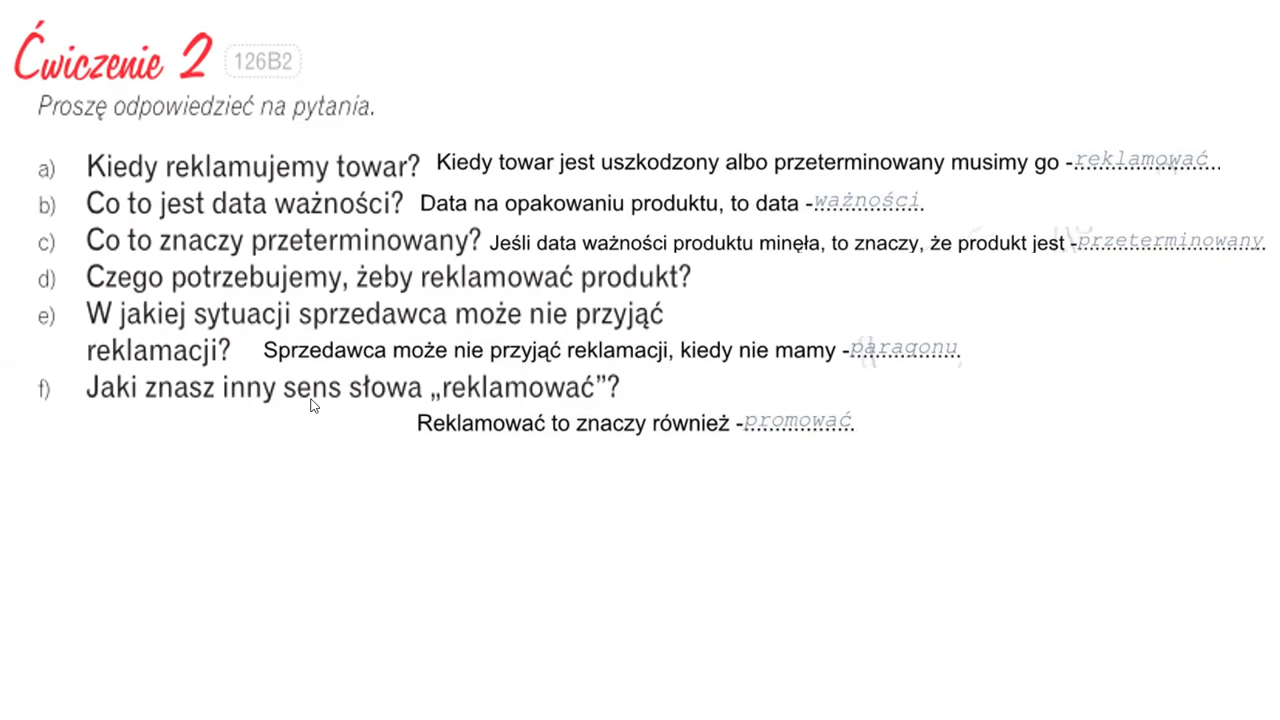 Ćwiczenie 2 126B2
Proszę odpowiedzieć na pytania.
a) Kiedy reklamujemy towar? Kiedy towar jest uszkodzony albo przeterminowany musimy go -reklamować
b) Co to jest data ważności? Data na opakowaniu produktu, to data -ważności.
c) Co to znaczy przeterminowany? Jeśli data ważności produktu minęła, to znaczy, że produkt jest -przeterminowany.
d) Czego potrzebujemy, żeby reklamować produkt?
e) W jakiej sytuacji sprzedawca może nie przyjąć
reklamacji? Sprzedawca może nie przyjąć reklamacji, kiedy nie mamy -paragonu.
f) Jaki znasz inny sens słowa „reklamować”?
Reklamować to znaczy również -promować.